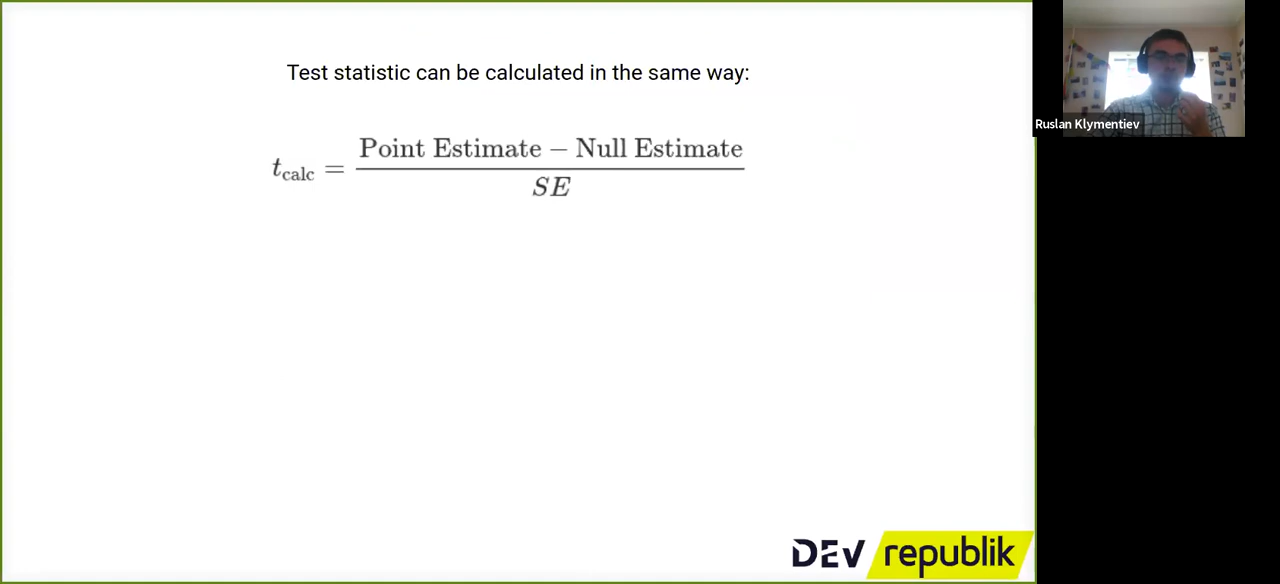 Test statistic can be calculated in the same way:
t_calc = (Point Estimate − Null Estimate) / SE
Ruslan Klymentiev
DEV republik